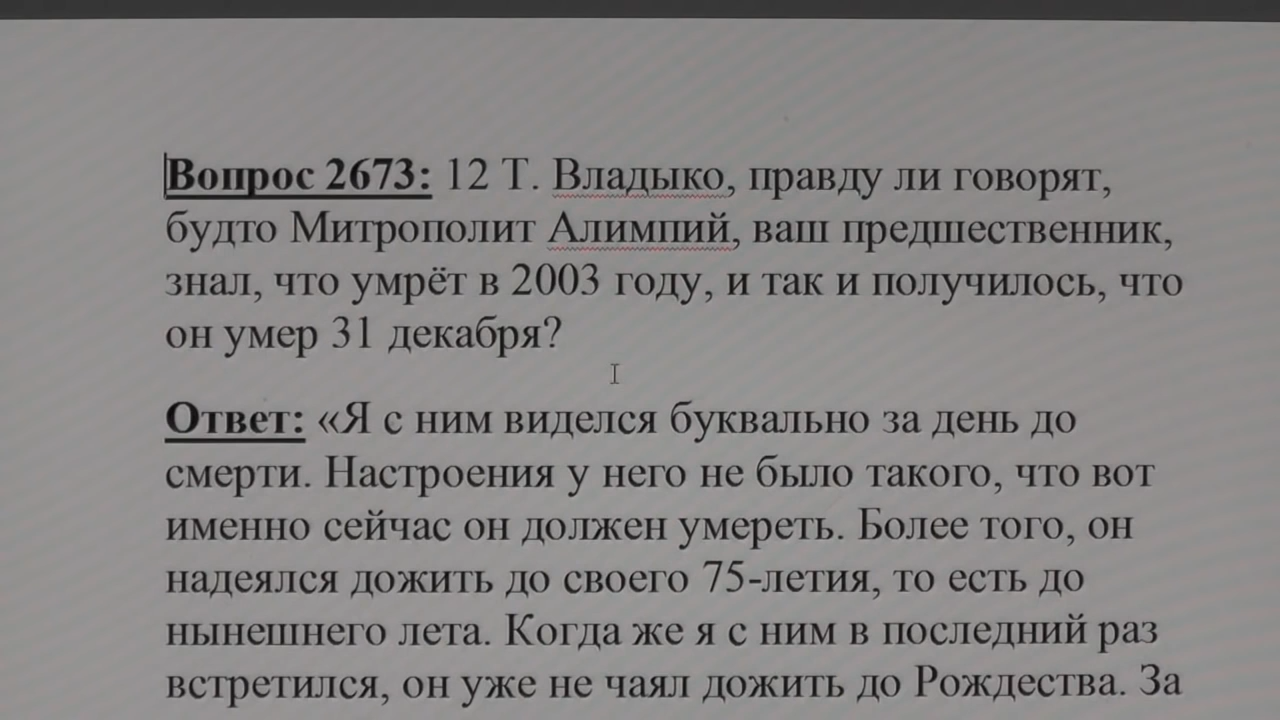 Вопрос 2673: 12 Т. Владыко, правду ли говорят,
будто Митрополит Алимпий, ваш предшественник,
знал, что умрёт в 2003 году, и так и получилось, что
он умер 31 декабря?
Ответ: «Я с ним виделся буквально за день до
смерти. Настроения у него не было такого, что вот
именно сейчас он должен умереть. Более того, он
надеялся дожить до своего 75-летия, то есть до
нынешнего лета. Когда же я с ним в последний раз
встретился, он уже не чаял дожить до Рождества. За